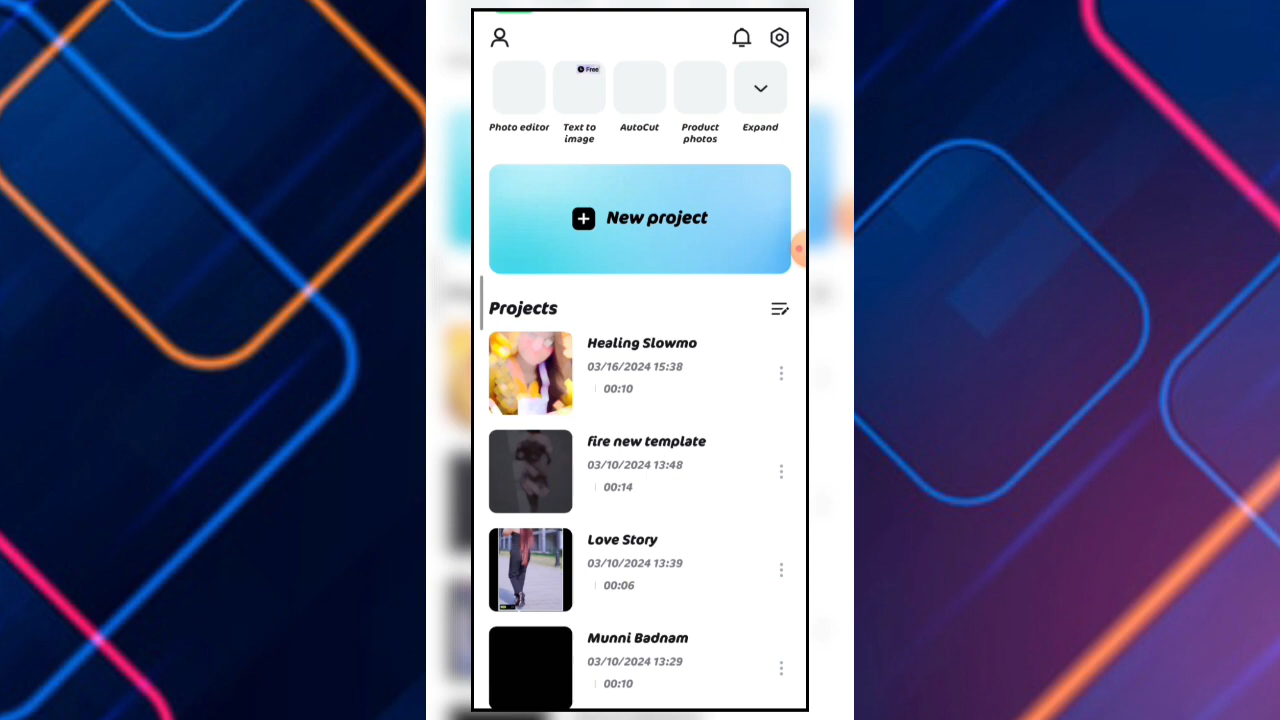 Free
Photo editor
Text to
image
AutoCut
Product
photos
Expand
New project
Projects
Healing Slowmo
03/16/2024 15:38
00:10
fire new template
03/10/2024 13:48
00:14
Love Story
03/10/2024 13:39
00:06
Munni Badnam
03/10/2024 13:29
00:10